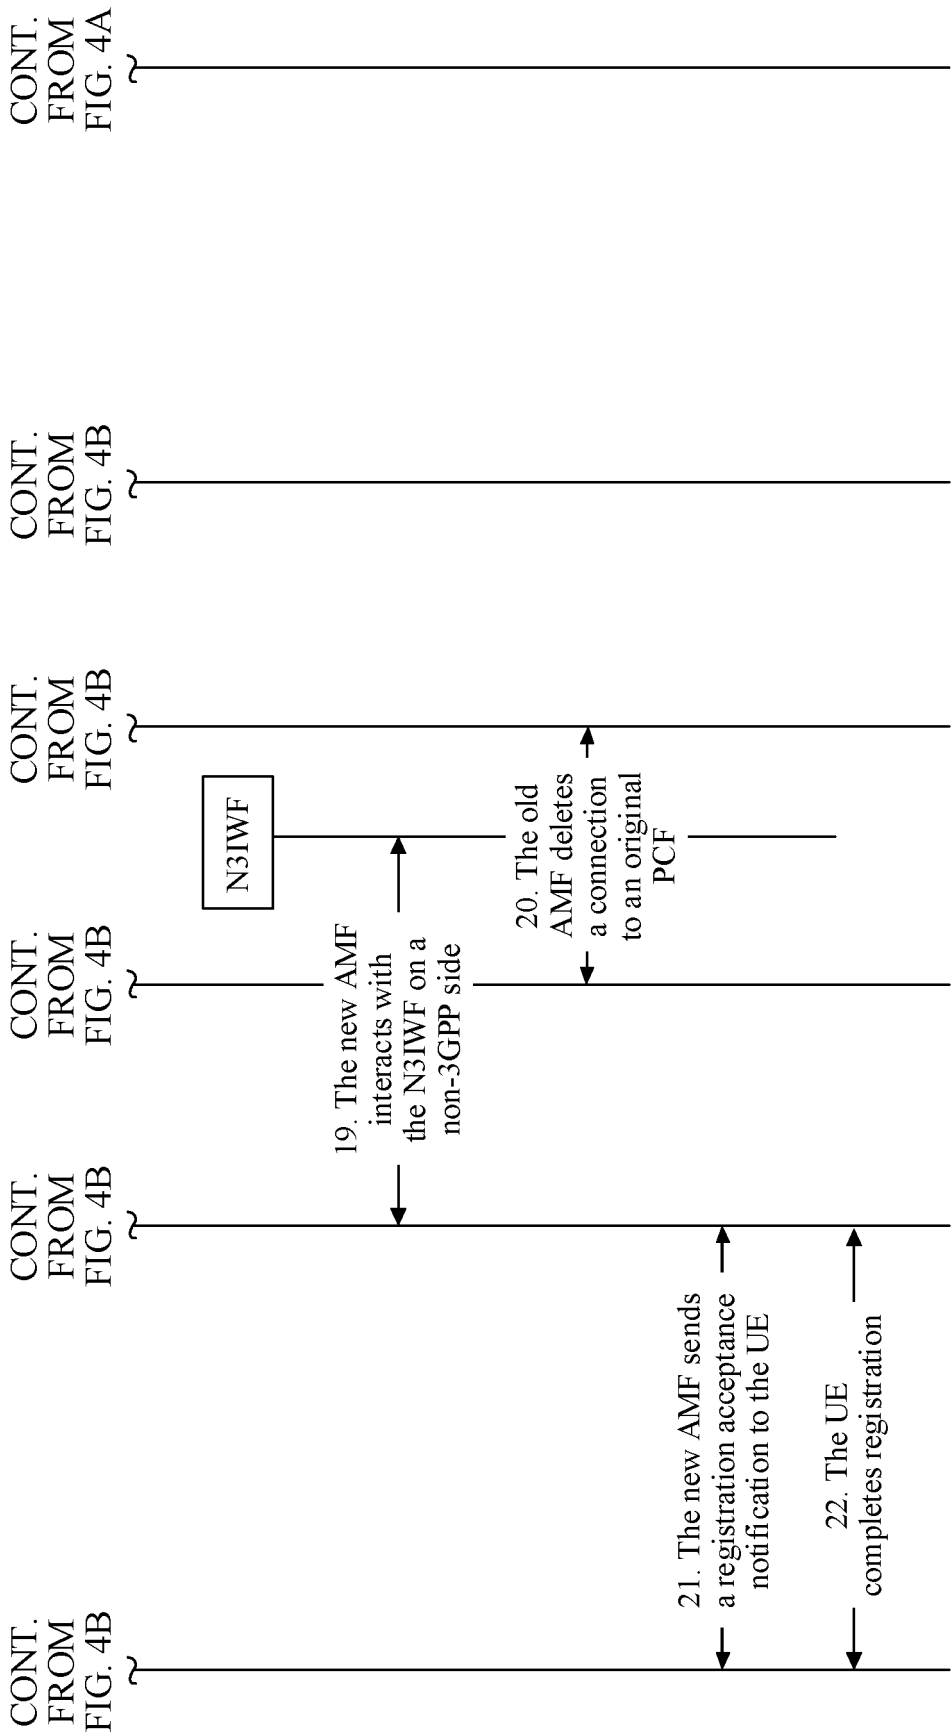 CONT.
FROM
FIG. 4B
CONT.
FROM
FIG. 4B
CONT.
FROM
FIG. 4B
CONT.
FROM
FIG. 4B
CONT.
FROM
FIG. 4B
CONT.
FROM
FIG. 4A
N3IWF
19. The new AMF
interacts with
the N3IWF on a
non-3GPP side
20. The old
AMF deletes
a connection
to an original
PCF
21. The new AMF sends
a registration acceptance
notification to the UE
22. The UE
completes registration